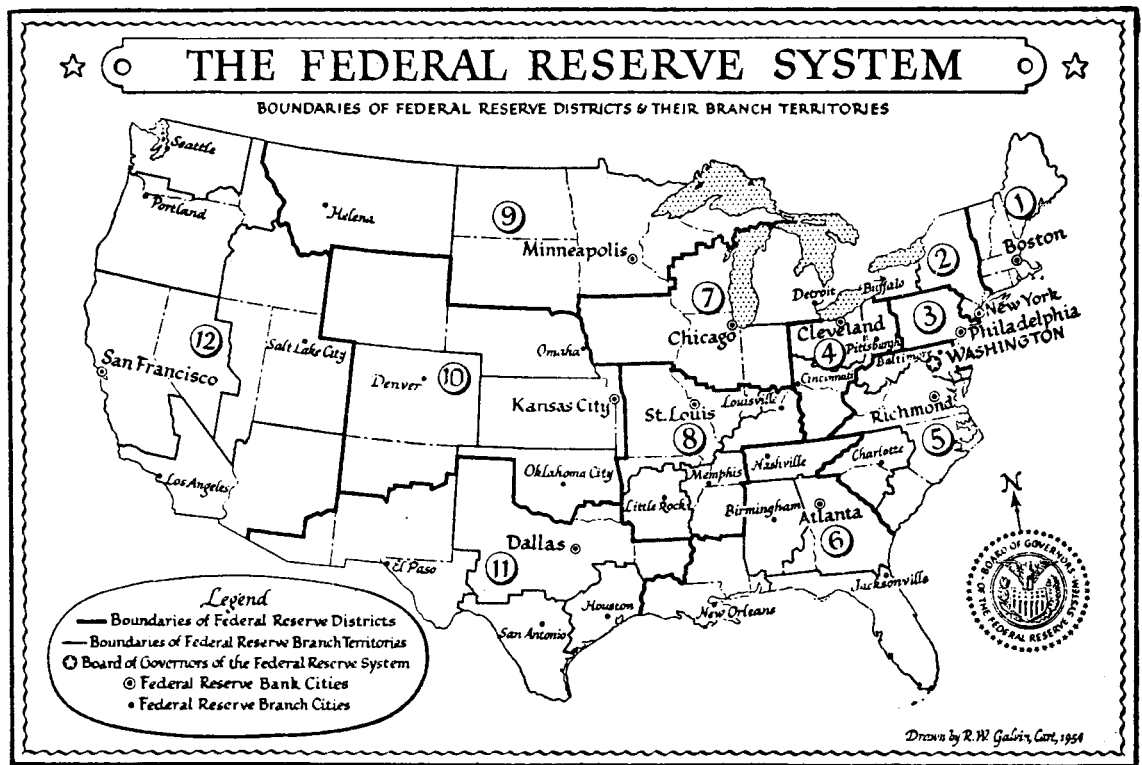 THE FEDERAL RESERVE SYSTEM
BOUNDARIES OF FEDERAL RESERVE DISTRICTS & THEIR BRANCH TERRITORIES
Seattle
Portland
Helena
9
Minneapolis
1
Boston
2
Buffalo
Detroit
7
Chicago
Cleveland
4
Pittsburgh
Cincinnati
3
New York
Philadelphia
Baltimore
WASHINGTON
12
San Francisco
Salt Lake City
Omaha
Denver
10
Kansas City
St. Louis
8
Louisville
Richmond
5
Charlotte
Nashville
Memphis
Los Angeles
Oklahoma City
Little Rock
Birmingham
Atlanta
6
N
Dallas
11
El Paso
Houston
San Antonio
New Orleans
Jacksonville
BOARD OF GOVERNORS
OF THE FEDERAL RESERVE SYSTEM
Legend
Boundaries of Federal Reserve Districts
Boundaries of Federal Reserve Branch Territories
Board of Governors of the Federal Reserve System
Federal Reserve Bank Cities
Federal Reserve Branch Cities
Drawn by R.W. Galvin, Cart., 1954